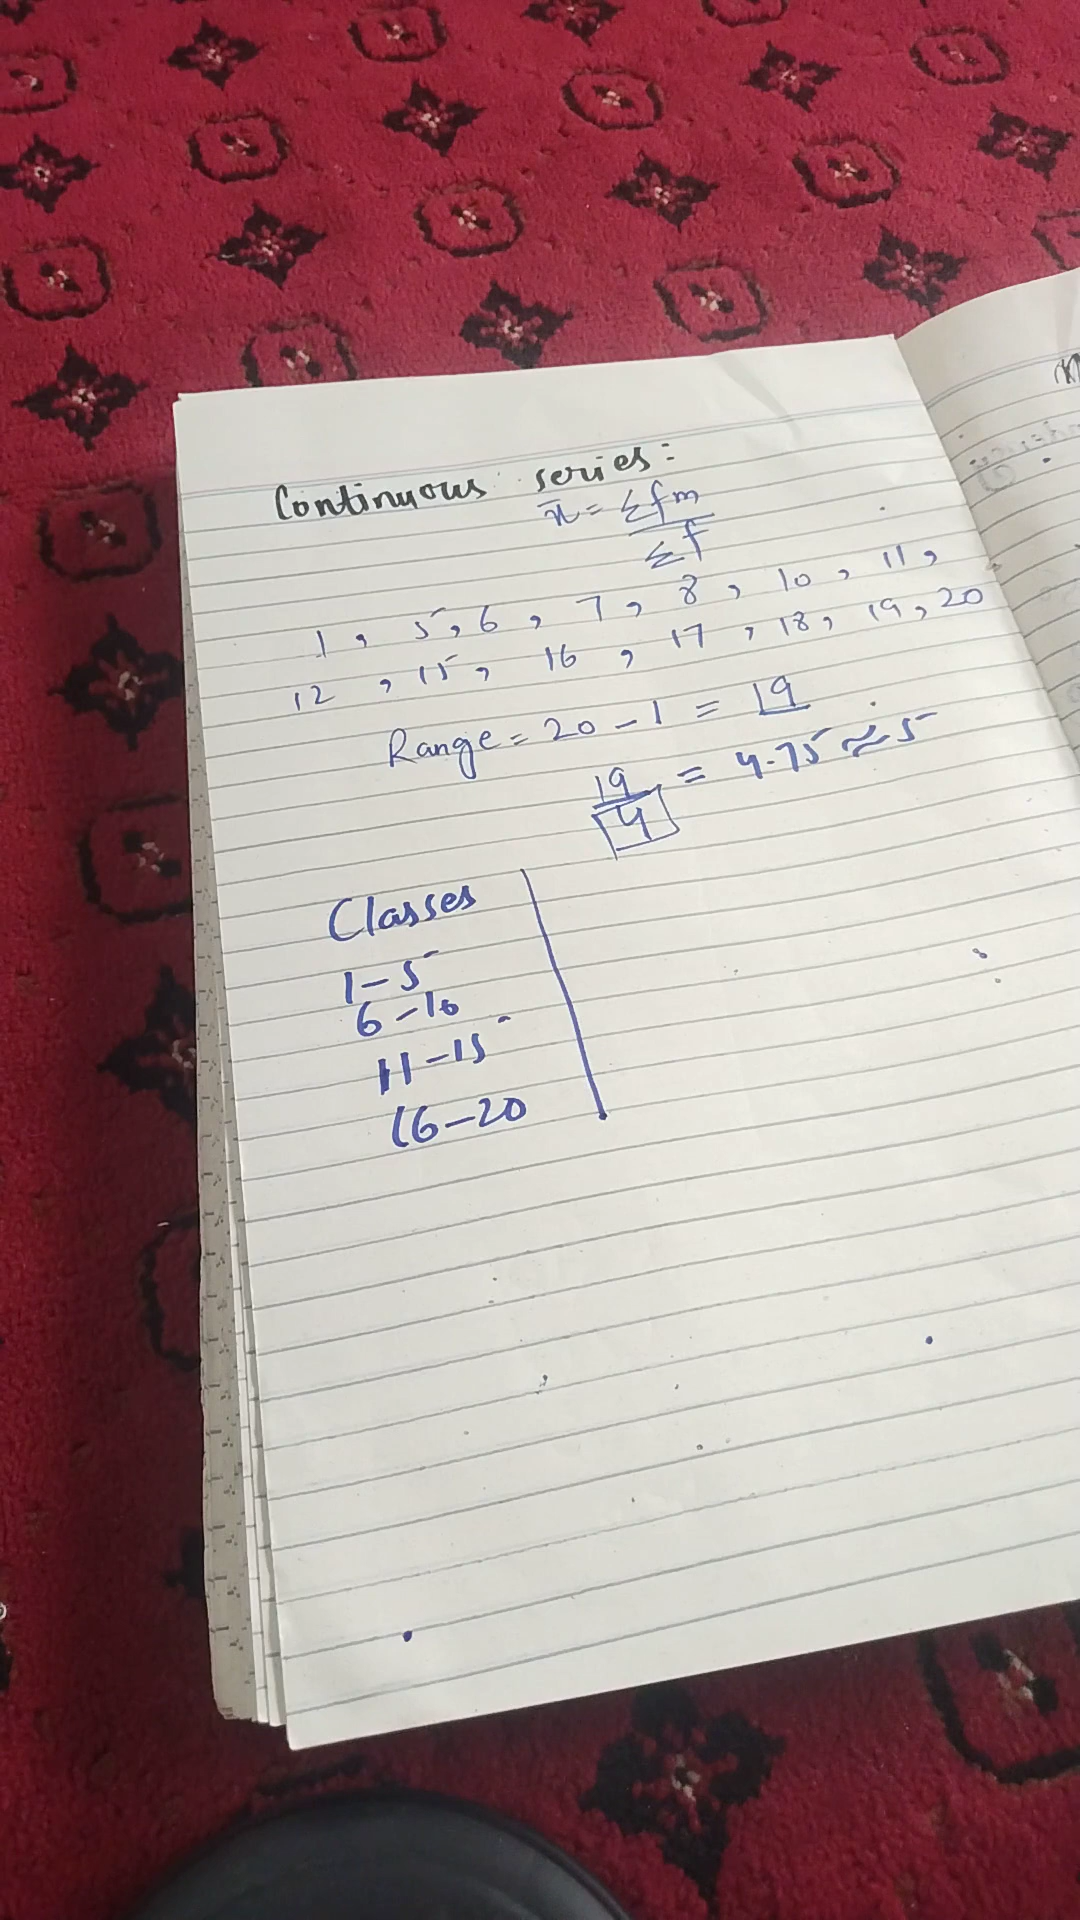 Continuous series:
x̄ = Σfm
Σf
1, 5, 6, 7, 8, 10, 11,
12, 15, 16, 17, 18, 19, 20
Range = 20 - 1 = 19
19 = 4.75 ≈ 5
4
Classes
1-5
6-10
11-15
16-20